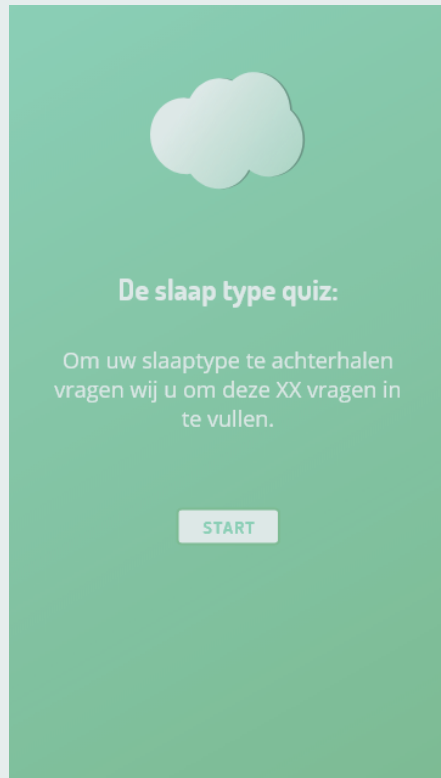 De slaap type quiz:
Om uw slaaptype te achterhalen
vragen wij u om deze XX vragen in
te vullen.
START